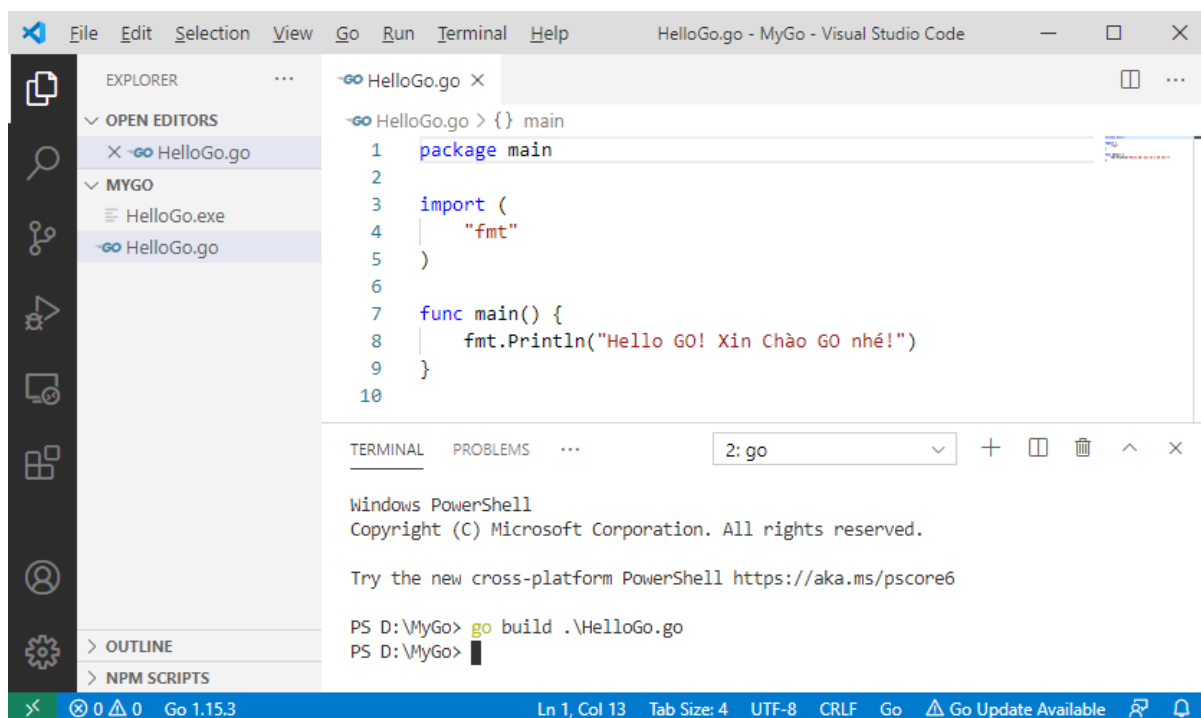 File Edit Selection View Go Run Terminal Help HelloGo.go - MyGo - Visual Studio Code
EXPLORER
OPEN EDITORS
GO HelloGo.go
MYGO
HelloGo.exe
GO HelloGo.go
OUTLINE
NPM SCRIPTS
GO HelloGo.go
GO HelloGo.go > {} main
1 package main
2
3 import (
4 "fmt"
5 )
6
7 func main() {
8 fmt.Println("Hello GO! Xin Chào GO nhé!")
9 }
10
TERMINAL PROBLEMS ... 2: go
Windows PowerShell
Copyright (C) Microsoft Corporation. All rights reserved.
Try the new cross-platform PowerShell https://aka.ms/pscore6
PS D:\MyGo> go build .\HelloGo.go
PS D:\MyGo>
0 0 Go 1.15.3 Ln 1, Col 13 Tab Size: 4 UTF-8 CRLF Go Go Update Available